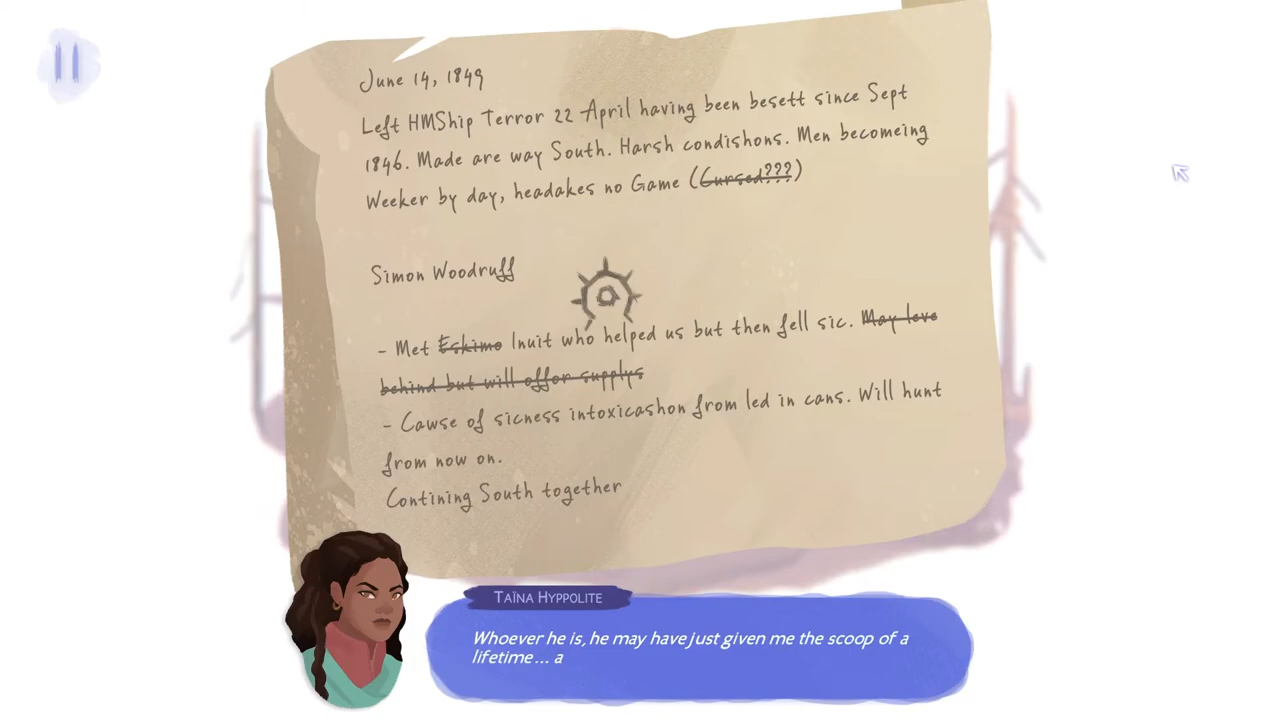 June 14, 1849
Left HMShip Terror 22 April having been besett since Sept
1846. Made are way South. Harsh condishons. Men becomeing
Weeker by day, headakes no Game (Cursed???)
Simon Woodruff
- Met Eskimo Inuit who helped us but then fell sic. May leve
behind but will offor supplys
- Cawse of sicness intoxicashon from led in cans. Will hunt
from now on.
Contining South together
TAÏNA HYPPOLITE
Whoever he is, he may have just given me the scoop of a
lifetime... a